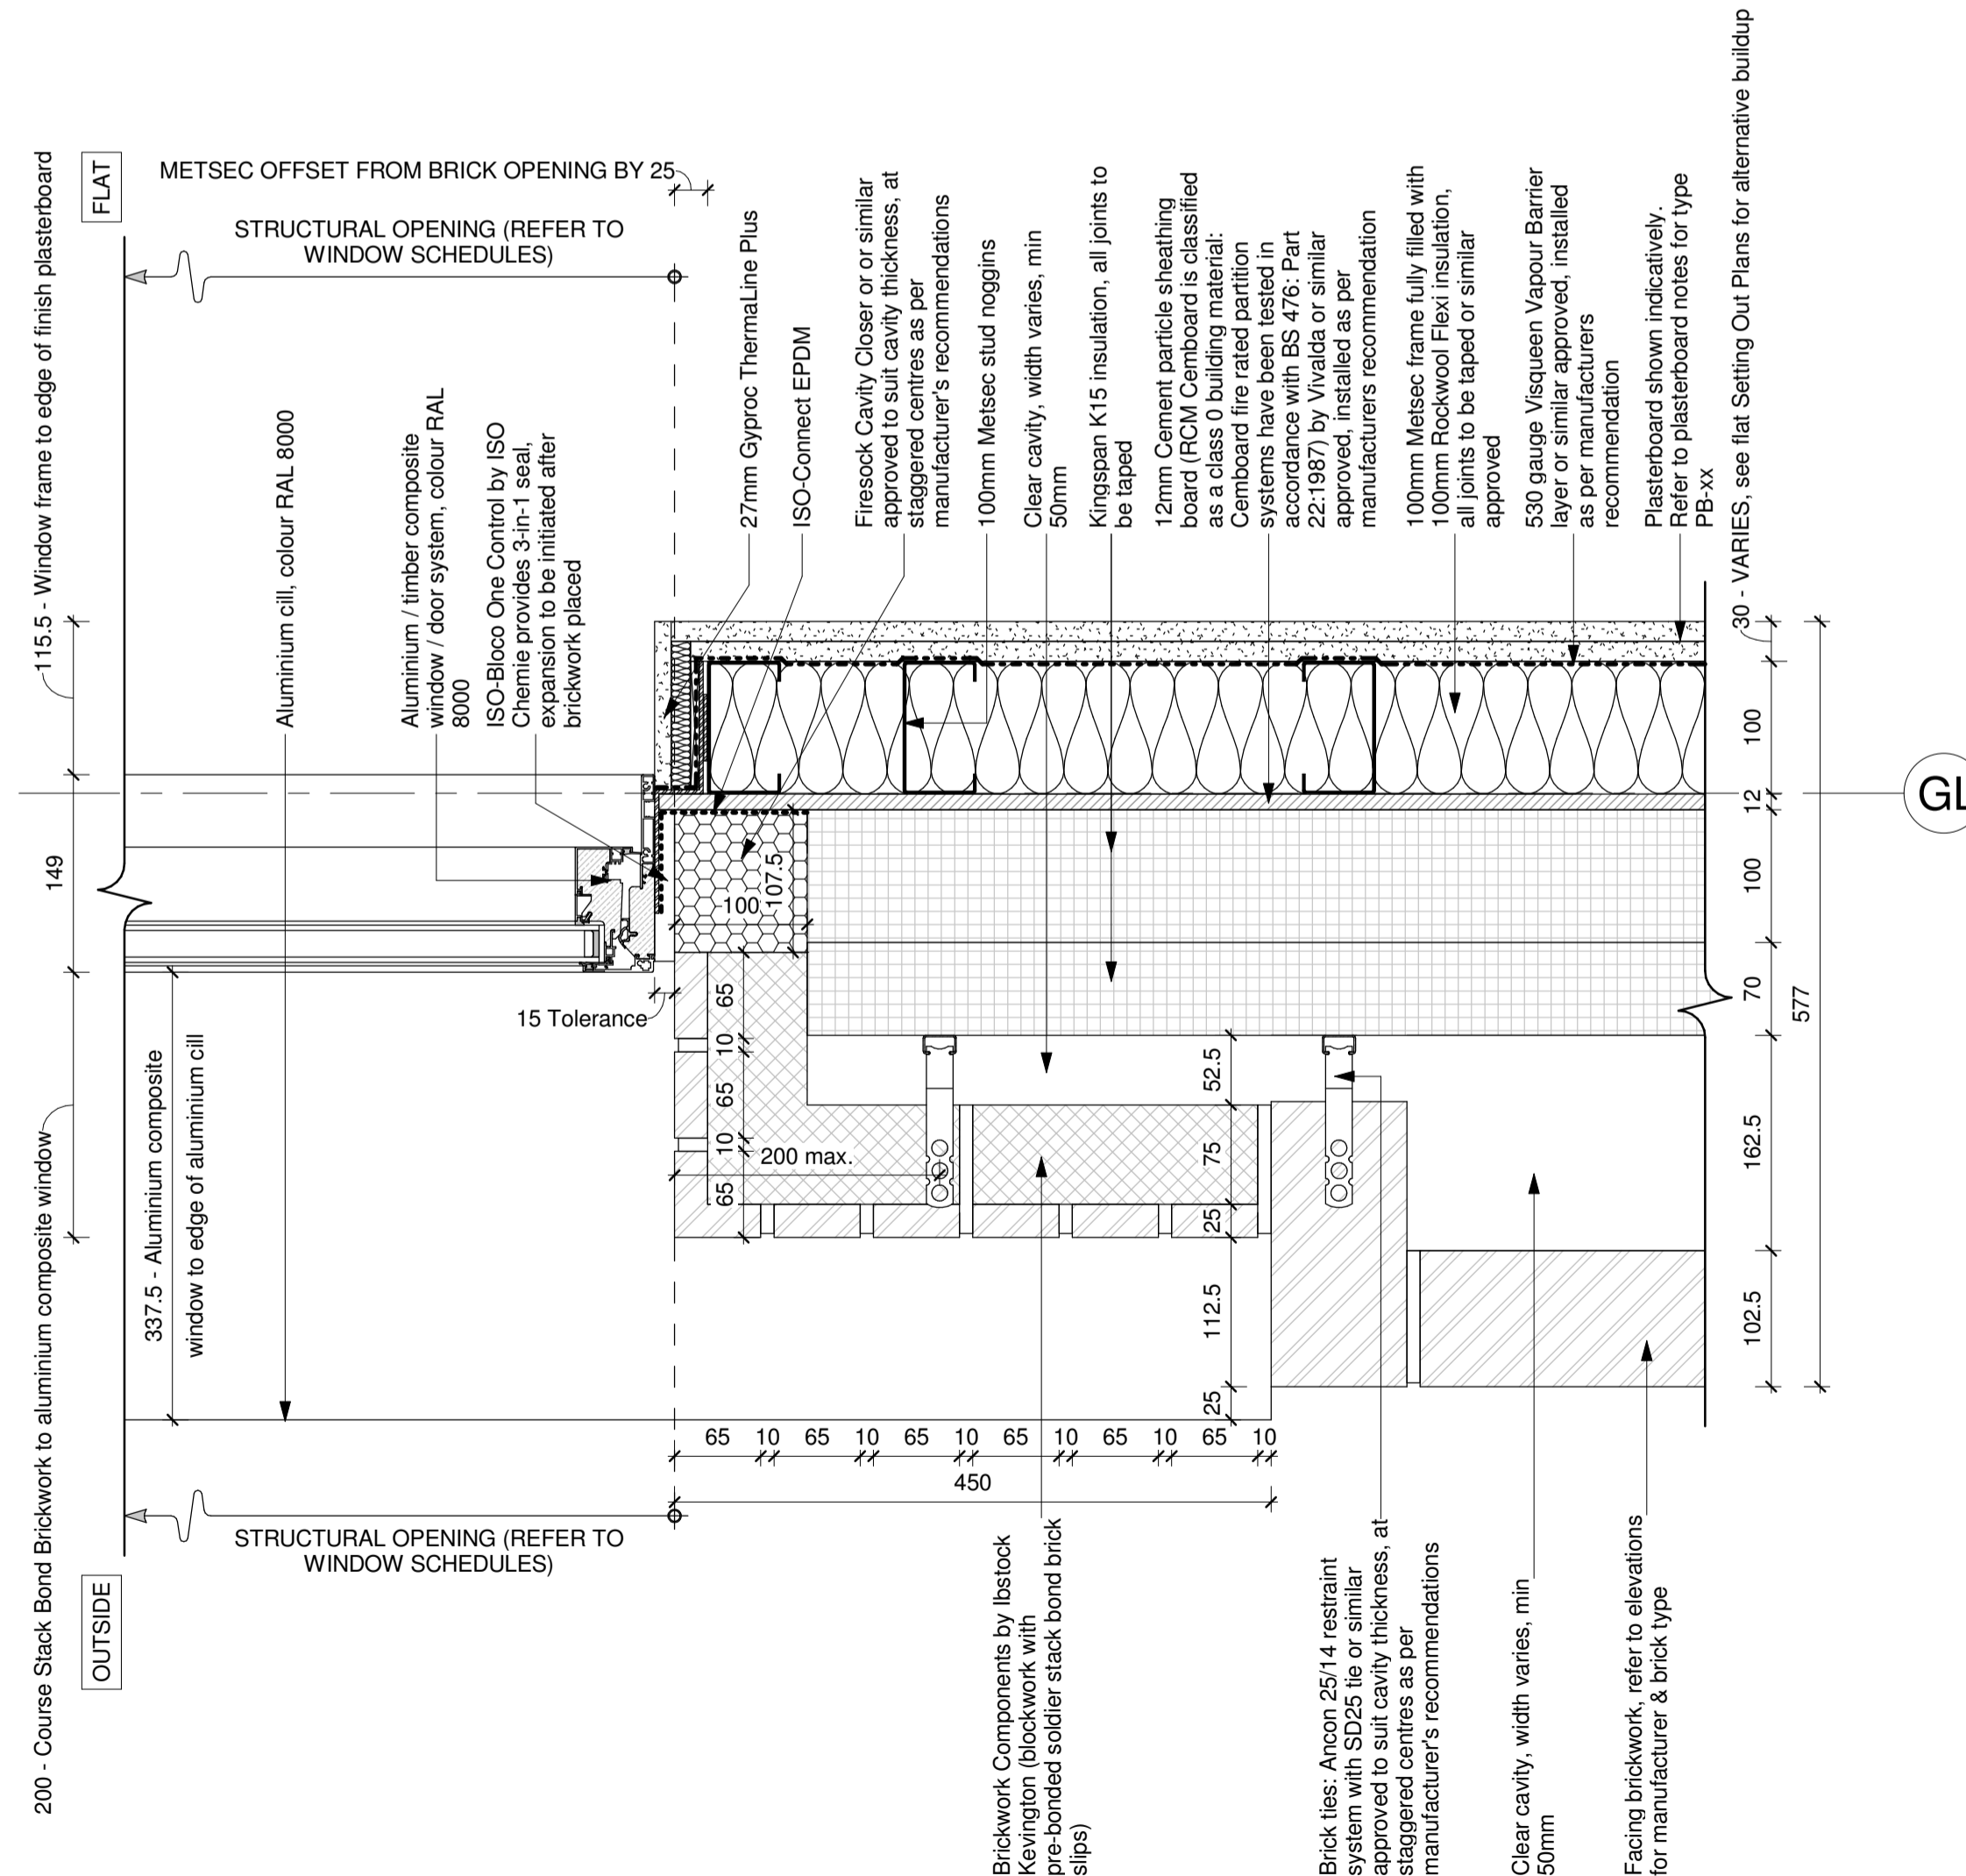 115.5 - Window frame to edge of finish plasterboard
149
200 - Course Stack Bond Brickwork to aluminium composite window
FLAT
METSEC OFFSET FROM BRICK OPENING BY 25
STRUCTURAL OPENING (REFER TO
WINDOW SCHEDULES)
Aluminium cill, colour RAL 8000
Aluminium / timber composite
window / door system, colour RAL
8000
ISO-Bloco One Control by ISO
Chemie provides 3-in-1 seal,
expansion to be initiated after
brickwork placed
27mm Gyproc ThermaLine Plus
ISO-Connect EPDM
Firesock Cavity Closer or or similar
approved to suit cavity thickness, at
staggered centres as per
manufacturer's recommendations
100mm Metsec stud noggins
Clear cavity, width varies, min
50mm
Kingspan K15 insulation, all joints to
be taped
12mm Cement particle sheathing
board (RCM Cemboard is classified
as a class 0 building material:
Cemboard fire rated partition
systems have been tested in
accordance with BS 476: Part
22:1987) by Vivalda or similar
approved, installed as per
manufacturers recommendation
100mm Metsec frame fully filled with
100mm Rockwool Flexi insulation,
all joints to be taped or similar
approved
530 gauge Visqueen Vapour Barrier
layer or similar approved, installed
as per manufacturers
recommendation
Plasterboard shown indicatively.
Refer to plasterboard notes for type
PB-xx
30 - VARIES, see flat Setting Out Plans for alternative buildup
100
12
100
70
162.5
102.5
577
GL
100
107.5
15 Tolerance
65
10
65
10
65
200 max.
52.5
75
25
112.5
25
337.5 - Aluminium composite
window to edge of aluminium cill
65 10 65 10 65 10 65 10 65 10 65 10
450
OUTSIDE
STRUCTURAL OPENING (REFER TO
WINDOW SCHEDULES)
Brickwork Components by Ibstock
Kevington (blockwork with
pre-bonded soldier stack bond brick
slips)
Brick ties: Ancon 25/14 restraint
system with SD25 tie or similar
approved to suit cavity thickness, at
staggered centres as per
manufacturer's recommendations
Clear cavity, width varies, min
50mm
Facing brickwork, refer to elevations
for manufacturer & brick type